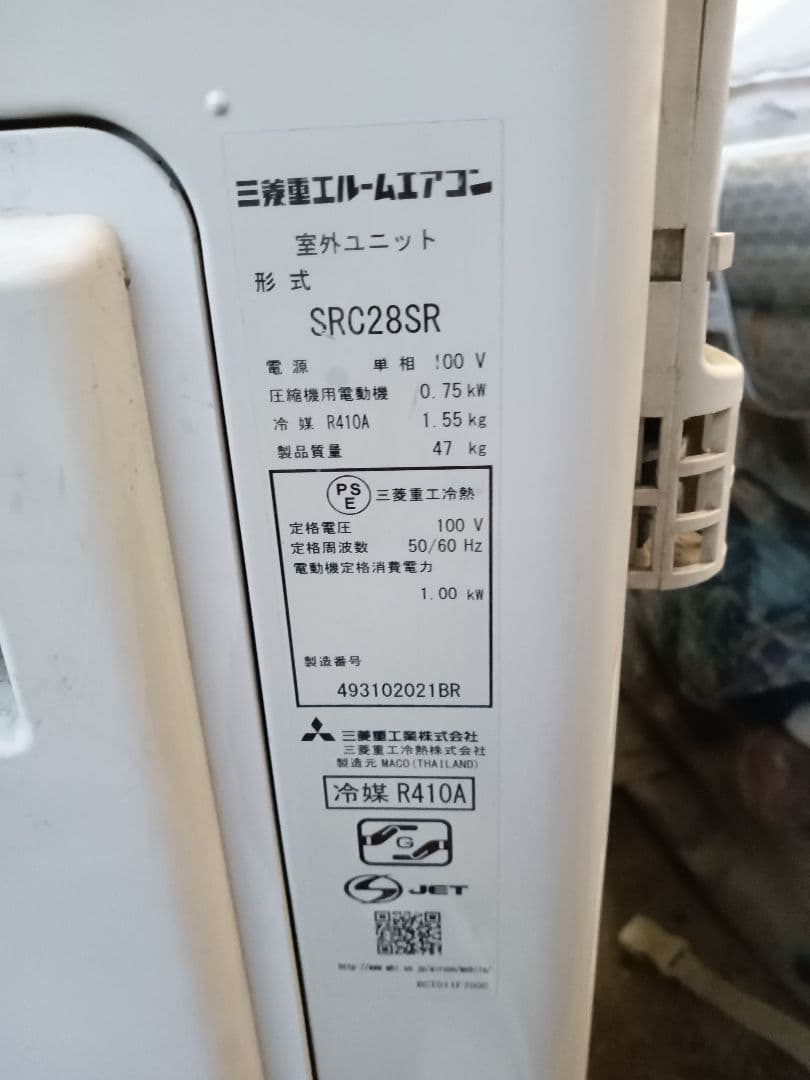 三菱重工ルームエアコン
室外ユニット
形式
SRC28SR
電源 単相 100 V
圧縮機用電動機 0.75 kW
冷媒 R410A 1.55 kg
製品質量 47 kg
PS E 三菱重工冷熱
定格電圧 100 V
定格周波数 50/60 Hz
電動機定格消費電力
1.00 kW
製造番号
493102021BR
三菱重工業株式会社
三菱重工冷熱株式会社
製造元 MACO(THAILAND)
冷媒 R410A
G
S JET